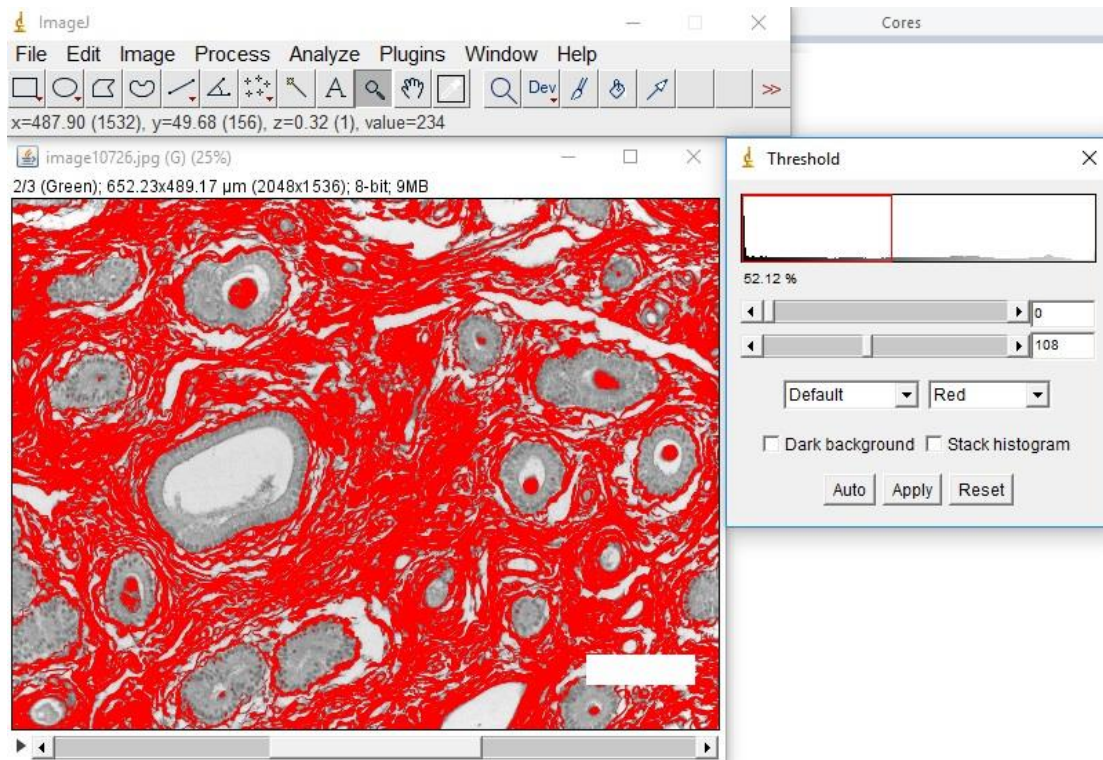 ImageJ
Cores
File Edit Image Process Analyze Plugins Window Help
A Dev >>
x=487.90 (1532), y=49.68 (156), z=0.32 (1), value=234
image10726.jpg (G) (25%)
2/3 (Green); 652.23x489.17 µm (2048x1536); 8-bit; 9MB
Threshold
52.12 %
0
108
Default Red
Dark background Stack histogram
Auto Apply Reset